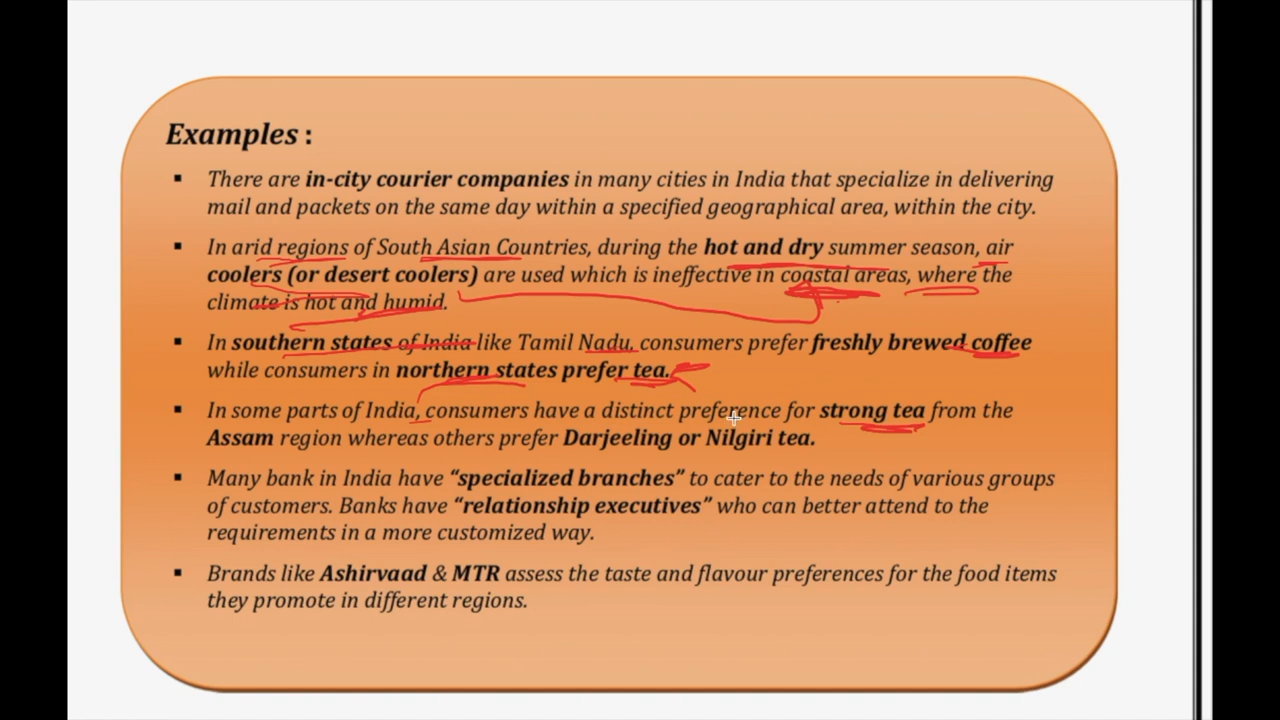 Examples :
▪ There are in-city courier companies in many cities in India that specialize in delivering
mail and packets on the same day within a specified geographical area, within the city.
▪ In arid regions of South Asian Countries, during the hot and dry summer season, air
coolers (or desert coolers) are used which is ineffective in coastal areas, where the
climate is hot and humid.
▪ In southern states of India like Tamil Nadu, consumers prefer freshly brewed coffee
while consumers in northern states prefer tea.
▪ In some parts of India, consumers have a distinct preference for strong tea from the
Assam region whereas others prefer Darjeeling or Nilgiri tea.
▪ Many bank in India have “specialized branches” to cater to the needs of various groups
of customers. Banks have “relationship executives” who can better attend to the
requirements in a more customized way.
▪ Brands like Ashirvaad & MTR assess the taste and flavour preferences for the food items
they promote in different regions.